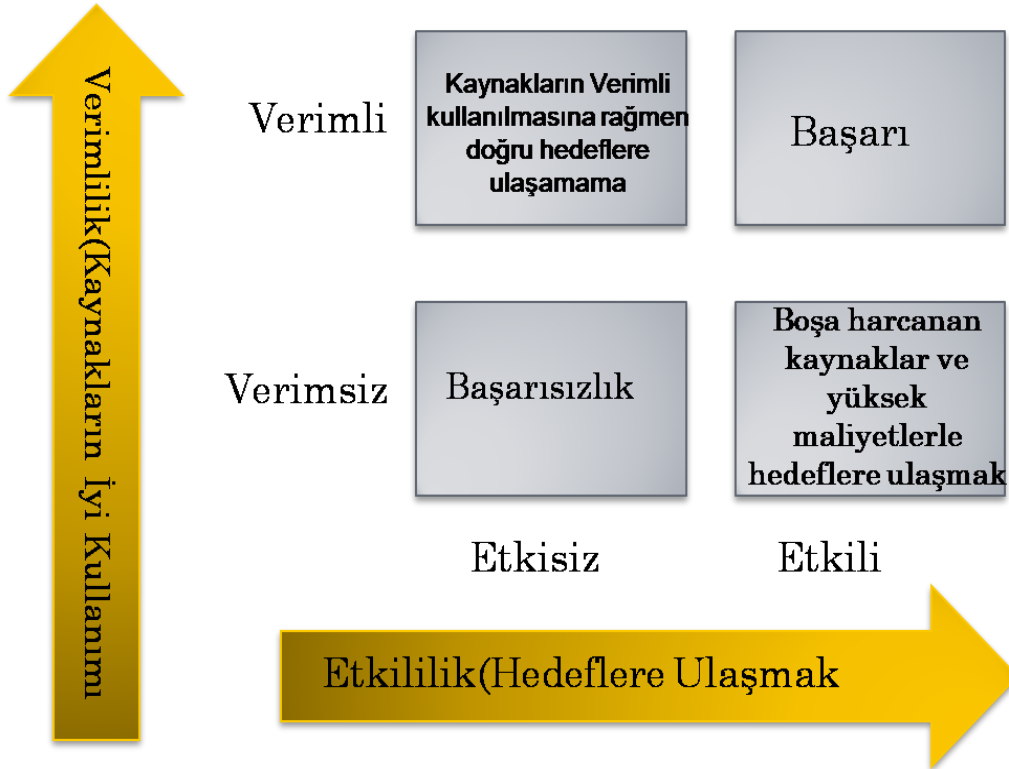 Verimlilik(Kaynakların İyi Kullanımı
Verimli
Kaynakların Verimli
kullanılmasına rağmen
doğru hedeflere
ulaşamama
Başarı
Verimsiz
Başarısızlık
Boşa harcanan
kaynaklar ve
yüksek
maliyetlerle
hedeflere ulaşmak
Etkisiz
Etkili
Etkililik(Hedeflere Ulaşmak